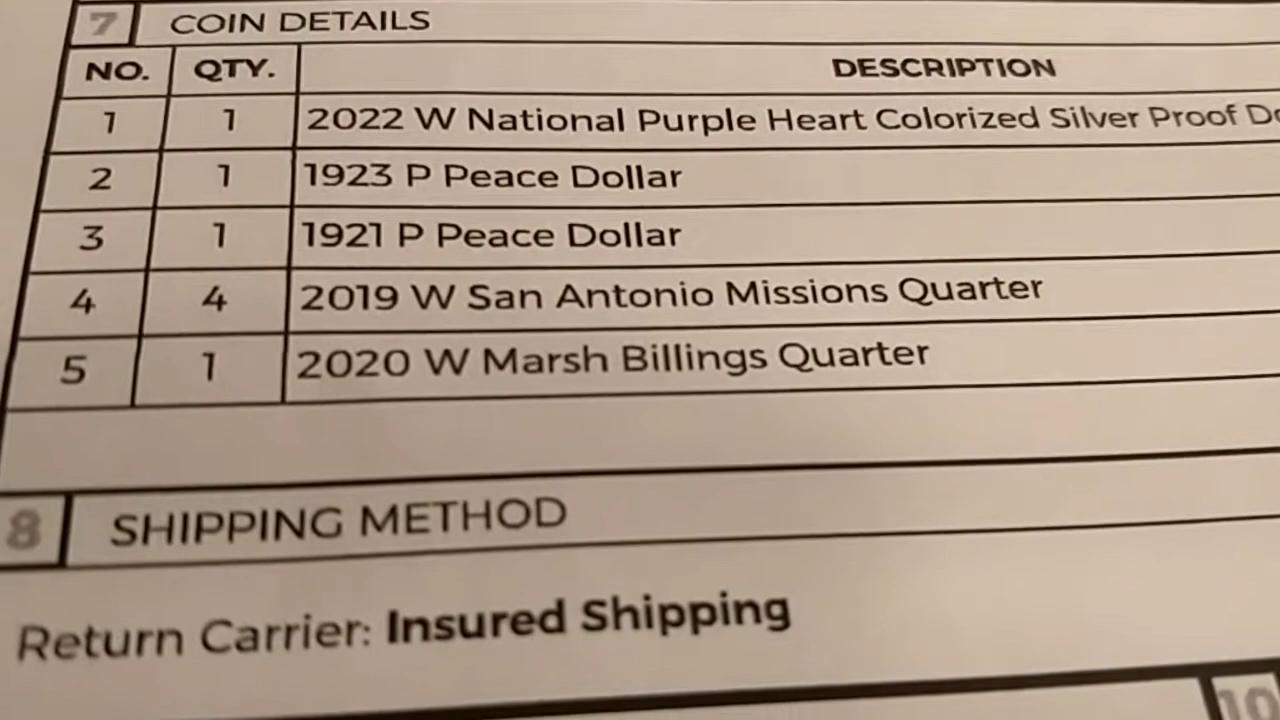 7 COIN DETAILS
NO. QTY. DESCRIPTION
1 1 2022 W National Purple Heart Colorized Silver Proof
2 1 1923 P Peace Dollar
3 1 1921 P Peace Dollar
4 4 2019 W San Antonio Missions Quarter
5 1 2020 W Marsh Billings Quarter
8 SHIPPING METHOD
Return Carrier: Insured Shipping
10